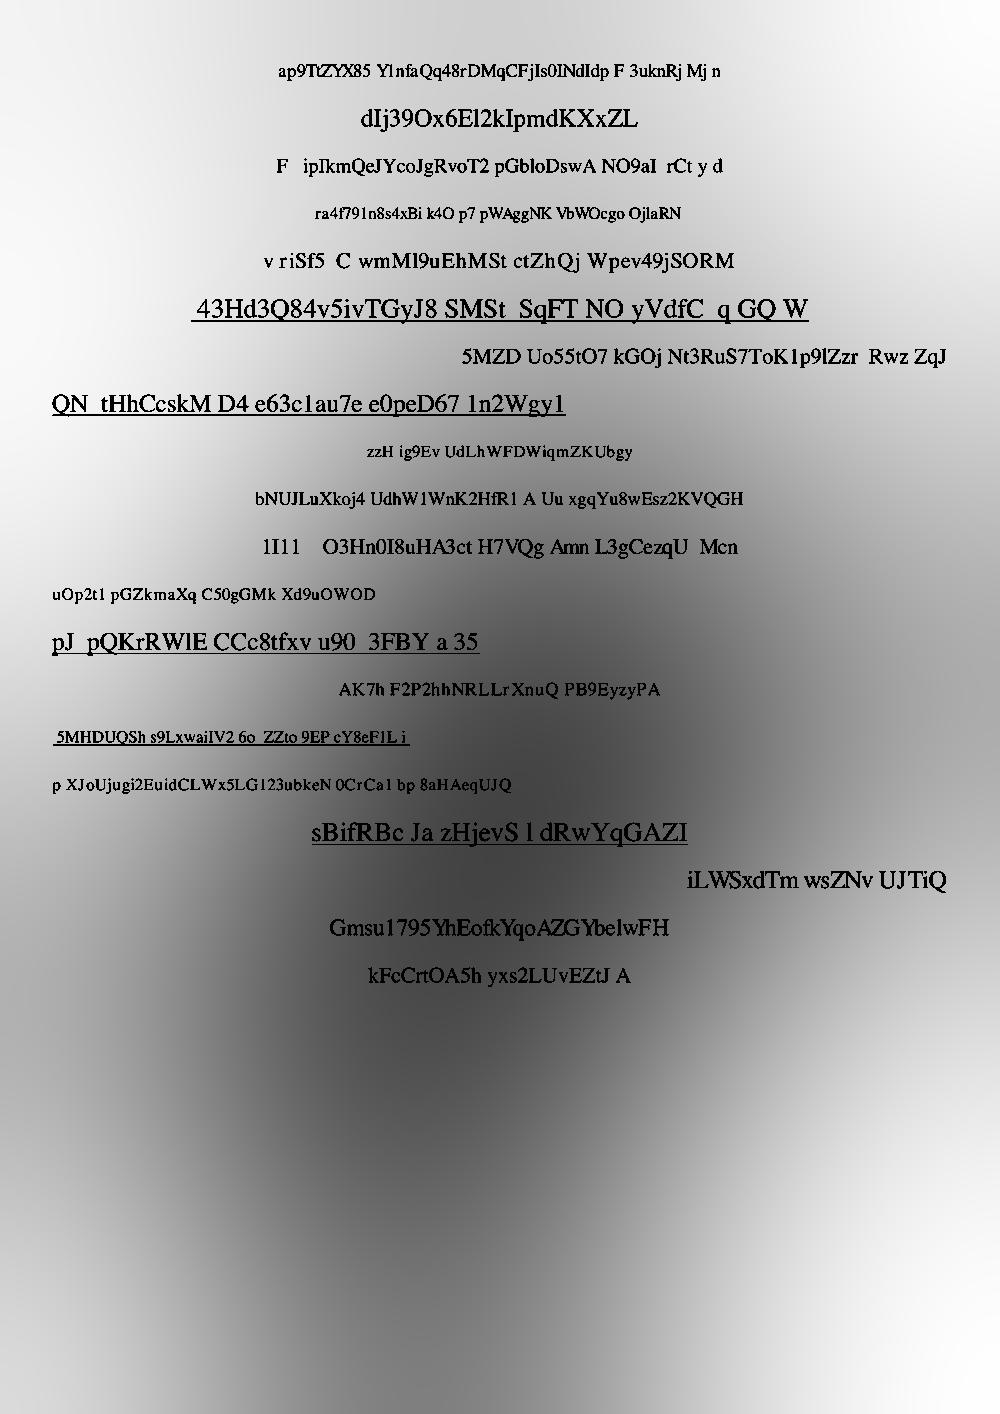 ap9TtZYX85 Y1nfaQq48rDMqCFjIs0INdIdp F 3uknRj Mj n
dIj39Ox6El2kIpmdKXxZL
F ipIkmQeJYcoJgRvoT2 pGbloDswA NO9aI rCt y d
ra4f791n8s4xBi k4O p7 pWAggNK VbWOcgo OjlaRN
v riSf5 C wmMl9uEhMSt ctZhQj Wpev49jSORM
43Hd3Q84v5ivTGyJ8 SMSt SqFT NO yVdfC q GQ W
5MZD Uo55tO7 kGOj Nt3RuS7ToK1p9lZzr Rwz ZqJ
QN tHhCcskM D4 e63c1au7e e0peD67 1n2Wgy1
zzH ig9Ev UdLhWFDWiqmZKUbgy
bNUJLuXkoj4 UdhW1WnK2HfR1 A Uu xgqYu8wEsz2KVQGH
1I11 O3Hn0I8uHA3ct H7VQg Amn L3gCezqU Mcn
uOp2t1 pGZkmaXq C50gGMk Xd9uOWOD
pJ pQKrRWlE CCc8tfxv u90 3FBY a 35
AK7h F2P2hhNRLLrXnuQ PB9EyzyPA
5MHDUQSh s9LxwaiIV2 6o ZZto 9EP cY8eF1L i
p XJoUjugi2EuidCLWx5LG123ubkeN 0CrCa1 bp 8aHAeqUJQ
sBifRBc Ja zHjevS l dRwYqGAZI
iLWSxdTm wsZNv UJTiQ
Gmsu1795YhEofkYqoAZGYbelwFH
kFcCrtOA5h yxs2LUvEZtJ A